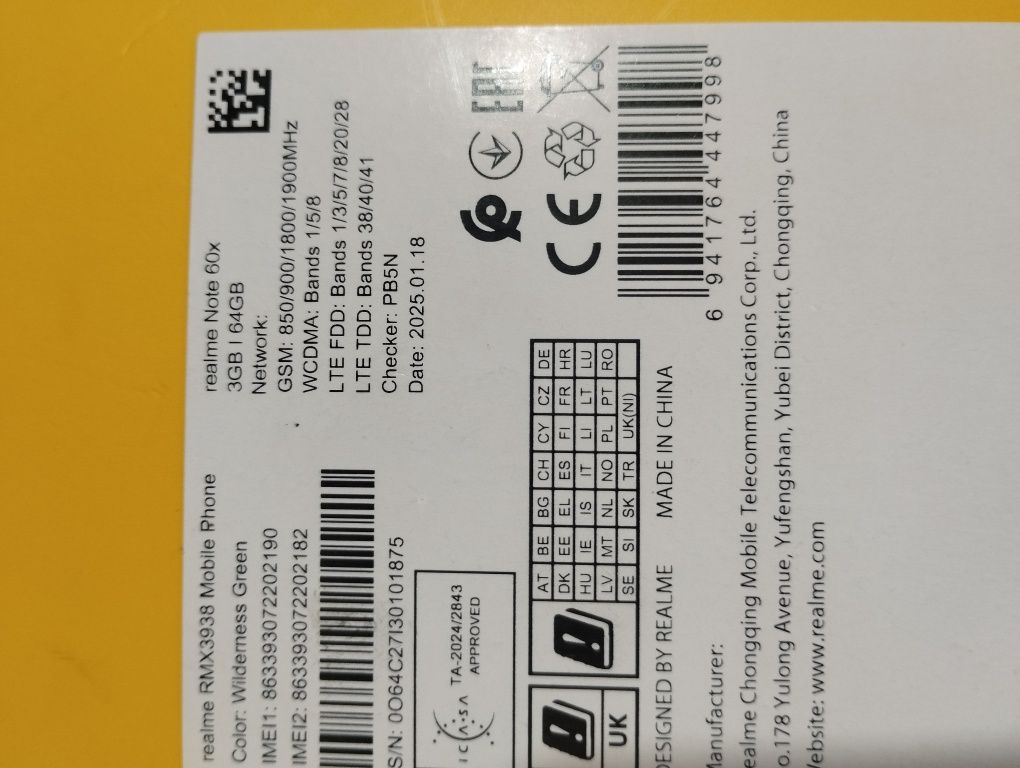 realme RMX3938 Mobile Phone
Color: Wilderness Green
IMEI1: 863393072202190
IMEI2: 863393072202182
S/N: 0O64C27I30101875
realme Note 60x
3GB I 64GB
Network:
GSM: 850/900/1800/1900MHz
WCDMA: Bands 1/5/8
LTE FDD: Bands 1/3/5/7/8/20/28
LTE TDD: Bands 38/40/41
Checker: PB5N
Date: 2025.01.18
I C A S A
TA-2024/2843
APPROVED
EAC
CE
UK
AT BE BG CH CY CZ DE
DK EE EL ES FI FR HR
HU IE IS IT LI LT LU
LV MT NL NO PL PT RO
SE SI SK TR UK(NI)
6 941764 447998
DESIGNED BY REALME MADE IN CHINA
Manufacturer:
ealme Chongqing Mobile Telecommunications Corp., Ltd.
o.178 Yulong Avenue, Yufengshan, Yubei District, Chongqing, China
Website: www.realme.com